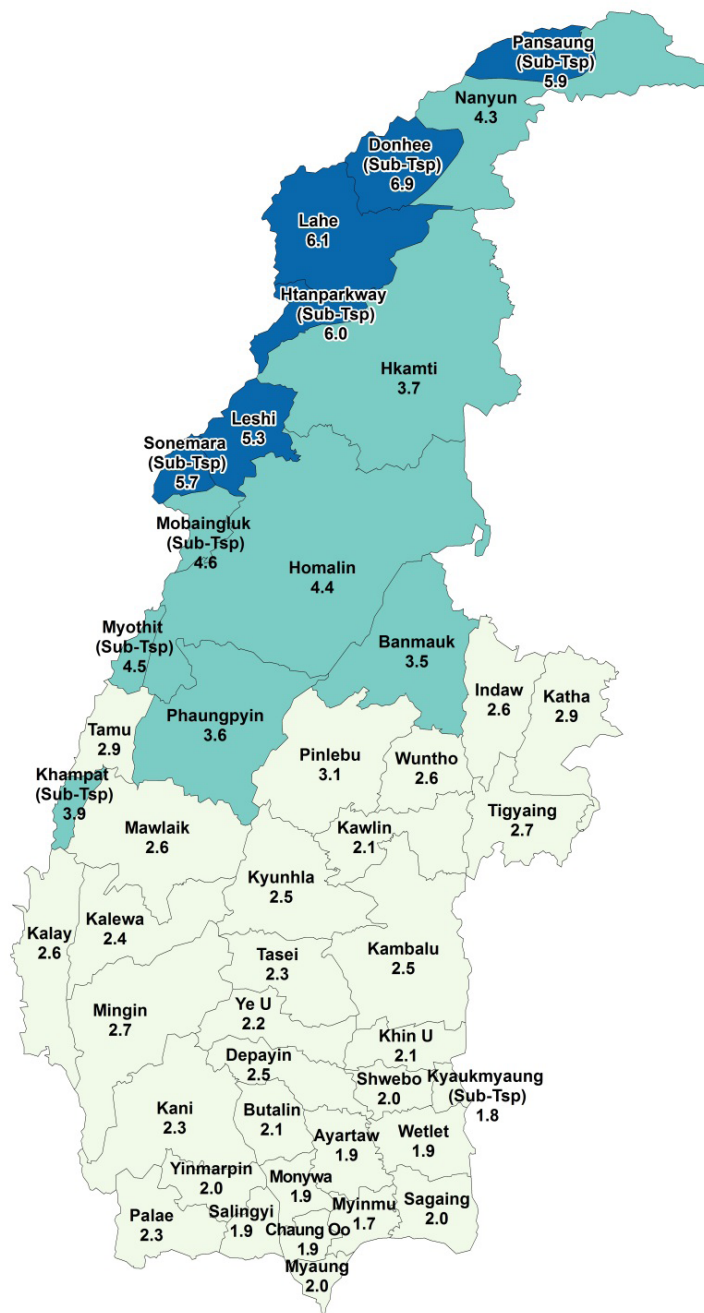 Pansaung
(Sub-Tsp)
5.9
Nanyun
4.3
Donhee
(Sub-Tsp)
6.9
Lahe
6.1
Htanparkway
(Sub-Tsp)
6.0
Hkamti
3.7
Leshi
5.3
Sonemara
(Sub-Tsp)
5.7
Mobaingluk
(Sub-Tsp)
4.6
Homalin
4.4
Myothit
(Sub-Tsp)
4.5
Banmauk
3.5
Indaw
2.6
Katha
2.9
Phaungpyin
3.6
Tamu
2.9
Pinlebu
3.1
Wuntho
2.6
Khampat
(Sub-Tsp)
3.9
Tigyaing
2.7
Mawlaik
2.6
Kawlin
2.1
Kyunhla
2.5
Kalewa
2.4
Kalay
2.6
Kambalu
2.5
Tasei
2.3
Mingin
2.7
Ye U
2.2
Khin U
2.1
Depayin
2.5
Shwebo
2.0
Kyaukmyaung
(Sub-Tsp)
1.8
Kani
2.3
Butalin
2.1
Ayartaw
1.9
Wetlet
1.9
Yinmarpin
2.0
Monywa
1.9
Myinmu
1.7
Sagaing
2.0
Palae
2.3
Salingyi
1.9
Chaung Oo
1.9
Myaung
2.0